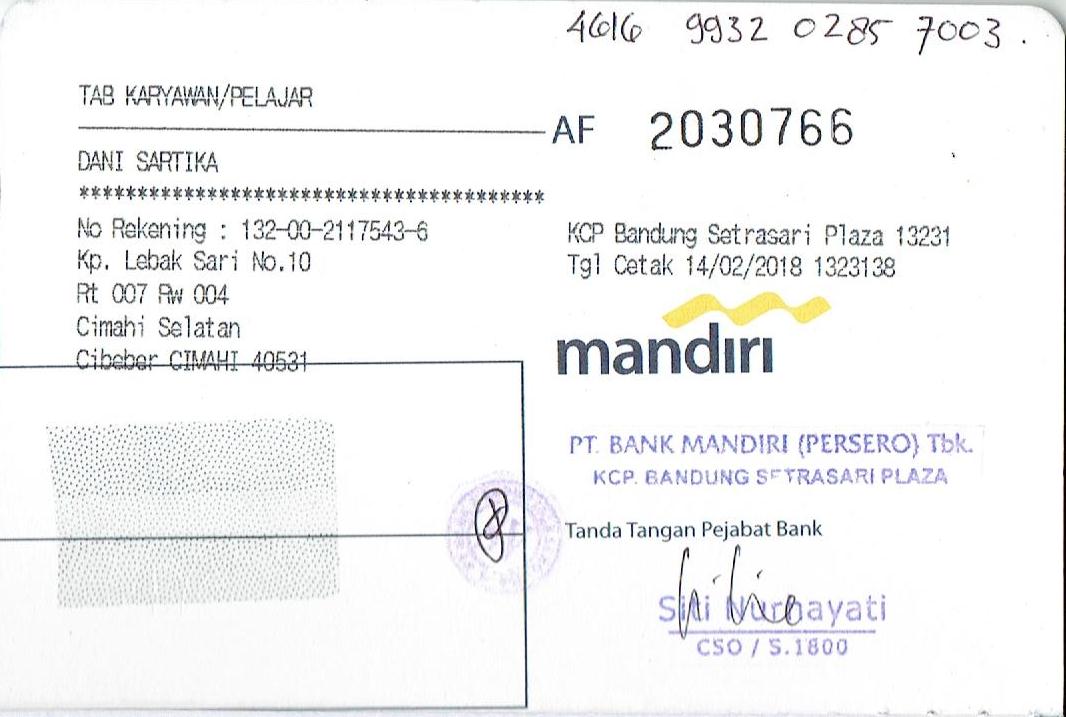 4616 9932 0285 7003.
TAB KARYAWAN/PELAJAR
AF 2030766
DANI SARTIKA
****************************************
No Rekening : 132-00-2117543-6
Kp. Lebak Sari No.10
Rt 007 Rw 004
Cimahi Selatan
Cibeber CIMAHI 40531
KCP Bandung Setrasari Plaza 13231
Tgl Cetak 14/02/2018 1323138
mandiri
PT. BANK MANDIRI (PERSERO) Tbk.
KCP. BANDUNG SETRASARI PLAZA
Tanda Tangan Pejabat Bank
Siti Nurhayati
CSO / S.1800